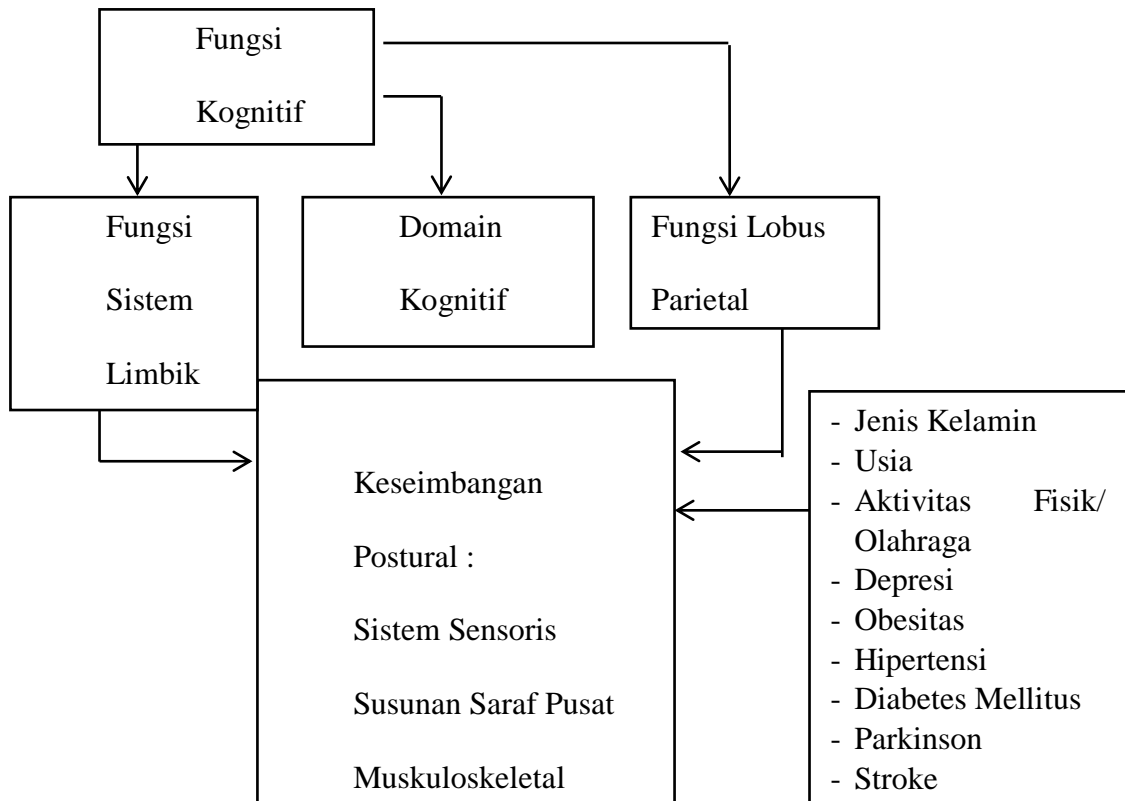 Fungsi
Kognitif
Fungsi
Sistem
Limbik
Domain
Kognitif
Fungsi Lobus
Parietal
Keseimbangan
Postural :
Sistem Sensoris
Susunan Saraf Pusat
Muskuloskeletal
- Jenis Kelamin
- Usia
- Aktivitas Fisik/
Olahraga
- Depresi
- Obesitas
- Hipertensi
- Diabetes Mellitus
- Parkinson
- Stroke